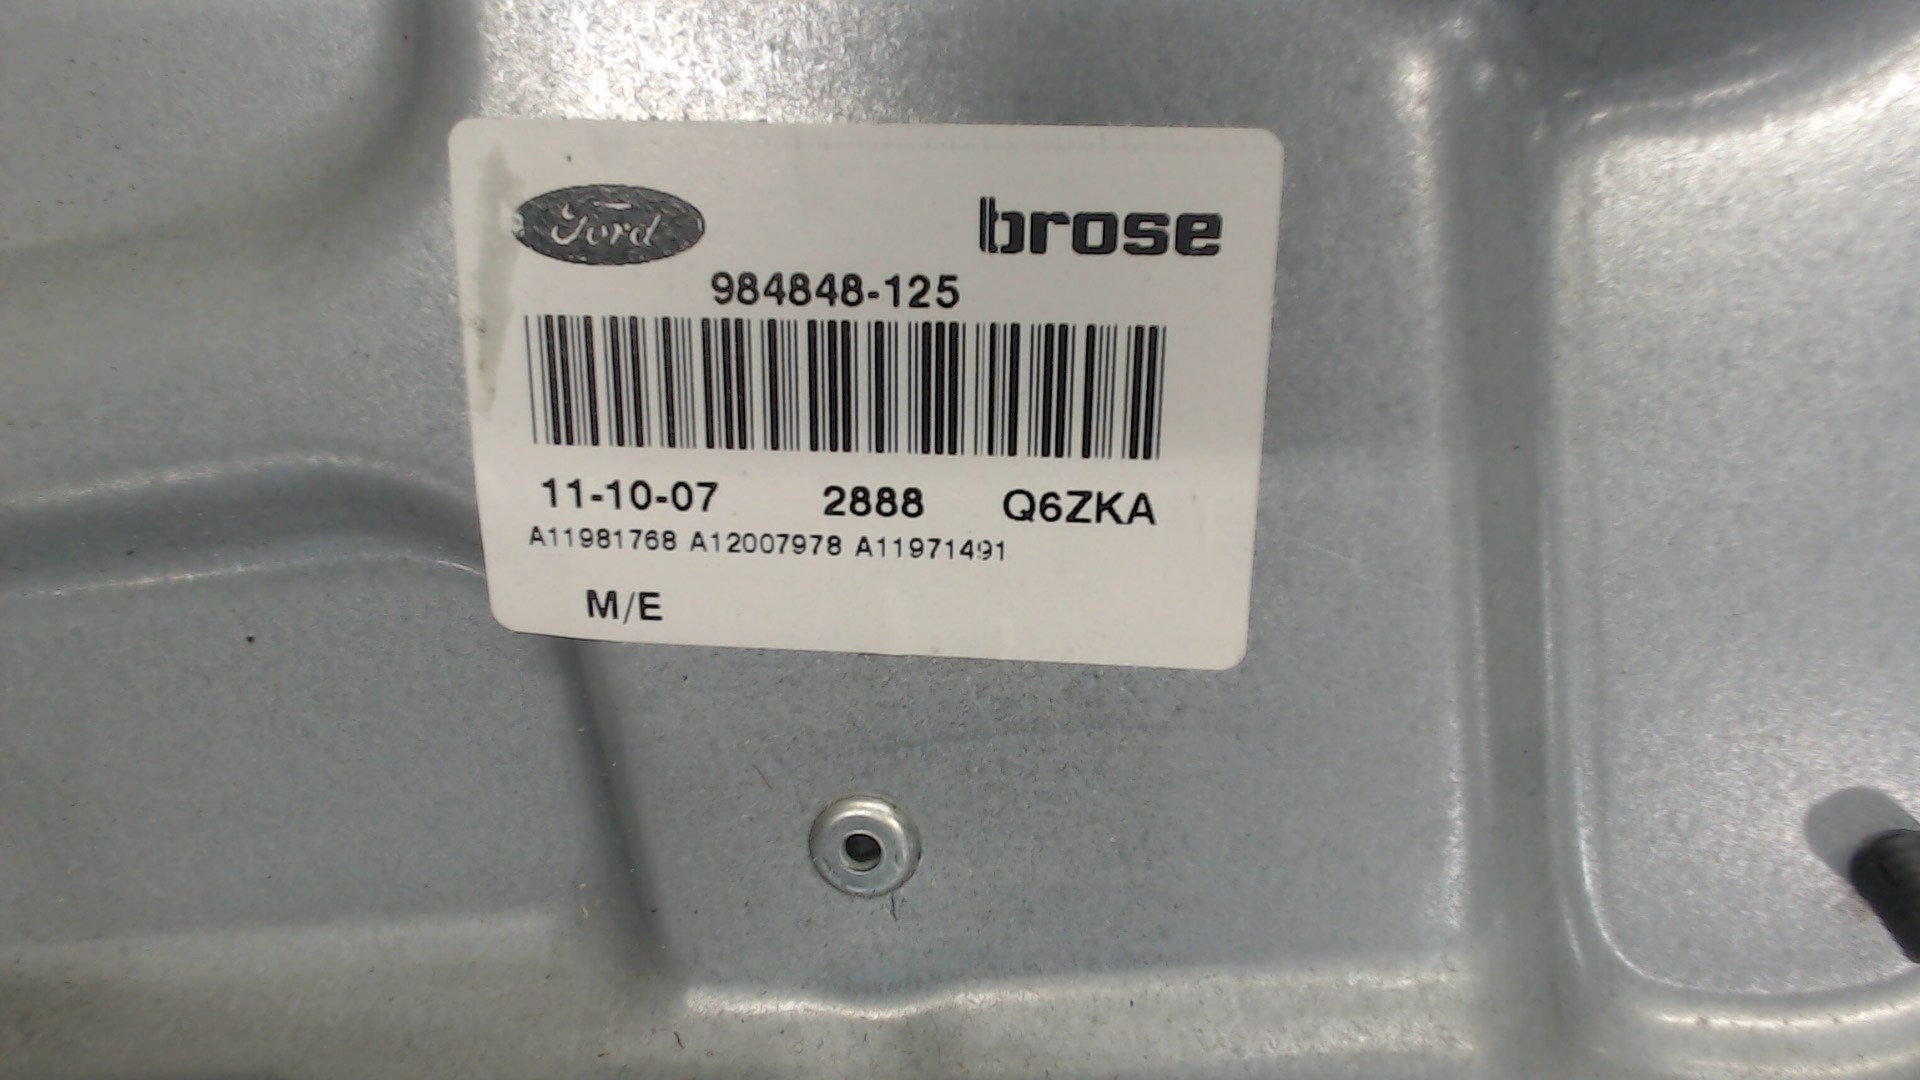 Ford brose
984848-125
11-10-07 2888 Q6ZKA
A11981768 A12007978 A11971491
M/E